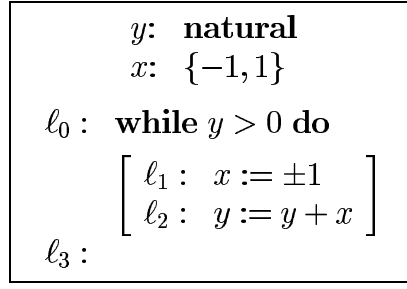 y: natural
x: {−1, 1}
ℓ₀ : while y > 0 do
ℓ₁ : x := ±1
ℓ₂ : y := y + x
ℓ₃ :